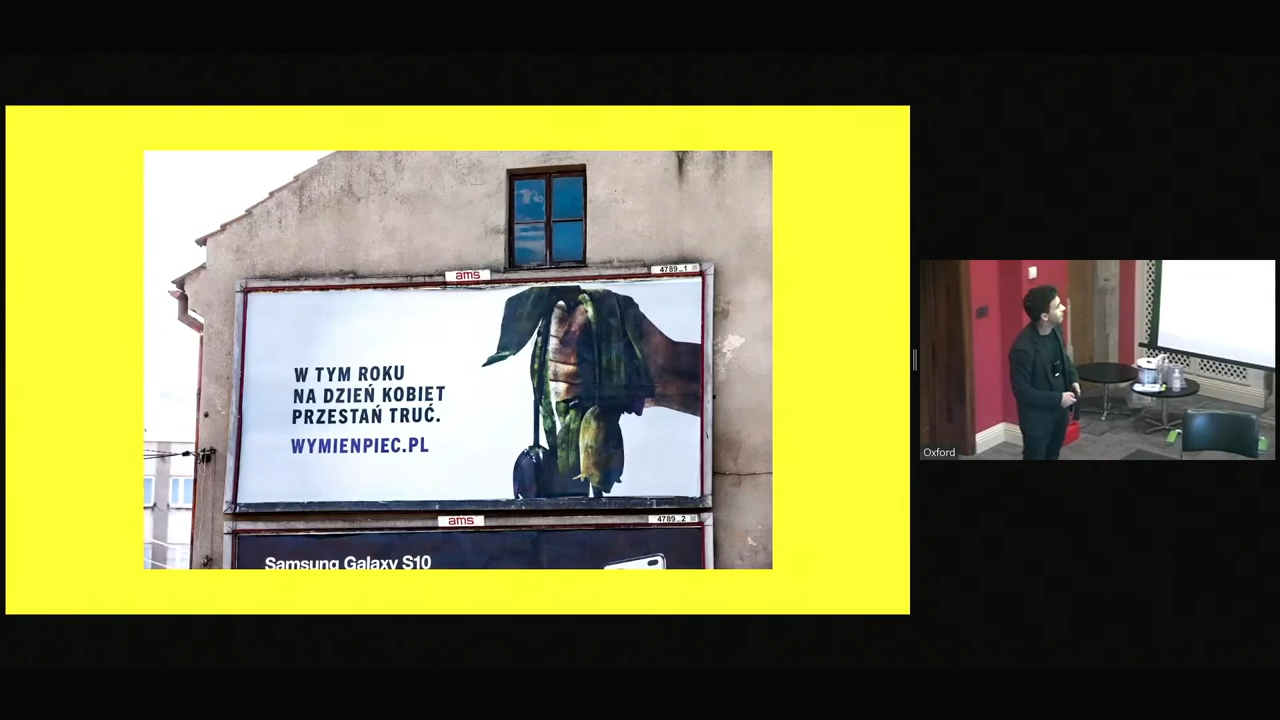 ams
4789_1
W TYM ROKU
NA DZIEŃ KOBIET
PRZESTAŃ TRUĆ.
WYMIENPIEC.PL
ams
4789_2
Samsung Galaxy S10
Oxford